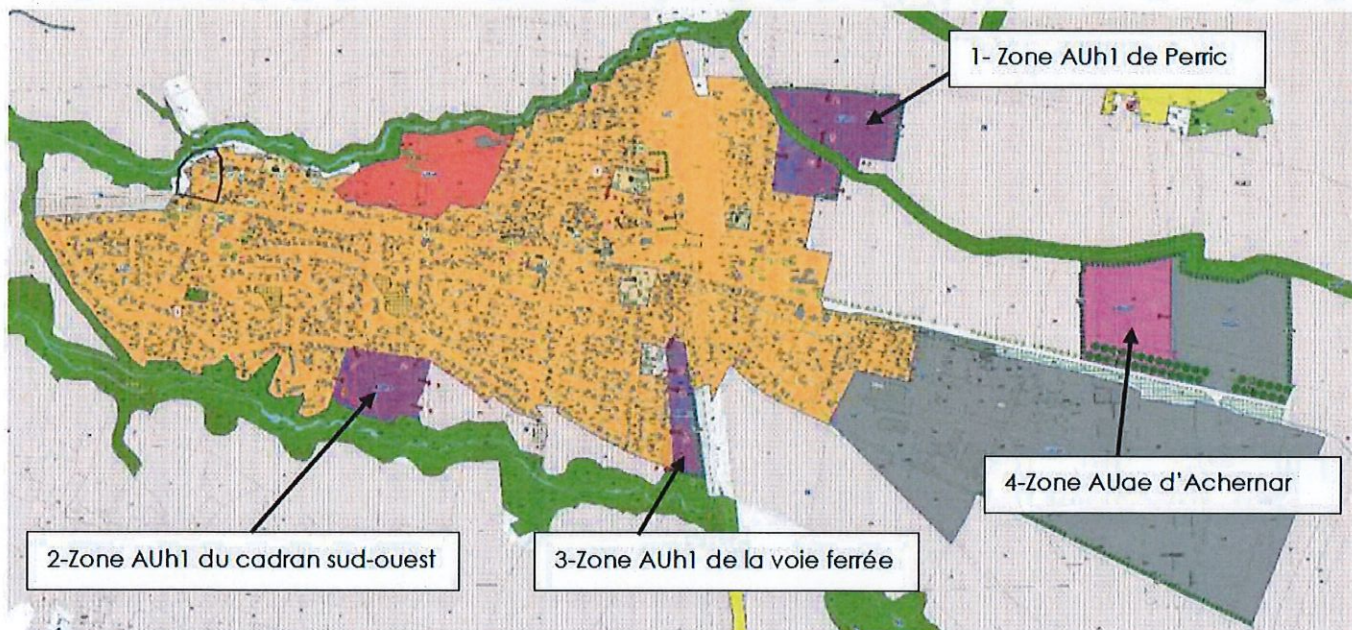 1- Zone AUh1 de Perric
4-Zone AUae d'Achernar
2-Zone AUh1 du cadran sud-ouest
3-Zone AUh1 de la voie ferrée